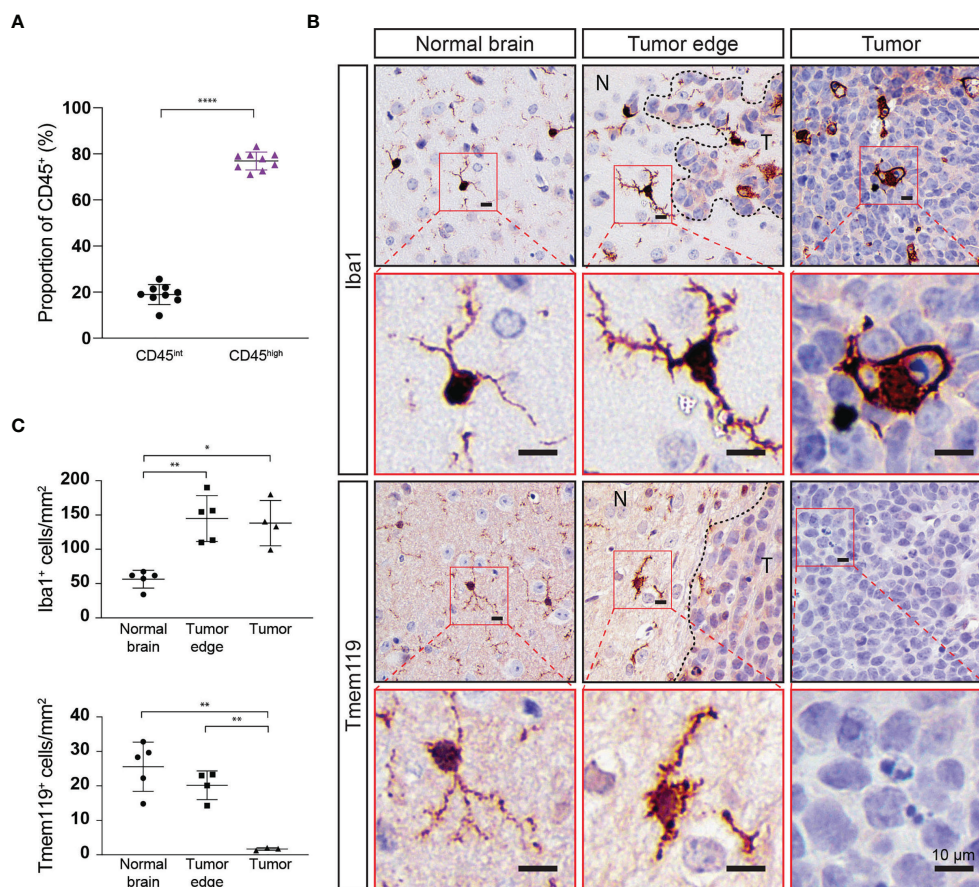 A
Proportion of CD45⁺ (%)
100
80
60
40
20
0
****
CD45ⁱⁿᵗ
CD45ʰⁱᵍʰ
B
Normal brain
Tumor edge
Tumor
Iba1
N
T
Tmem119
N
T
10 µm
C
Iba1⁺ cells/mm²
200
150
100
50
0
*
**
Normal brain
Tumor edge
Tumor
Tmem119⁺ cells/mm²
40
30
20
10
0
**
**
Normal brain
Tumor edge
Tumor